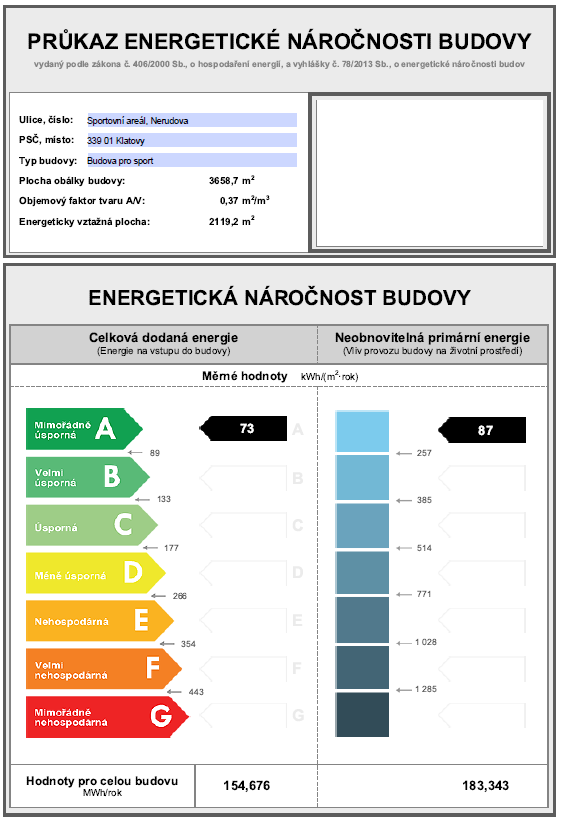 PRŮKAZ ENERGETICKÉ NÁROČNOSTI BUDOVY
vydaný podle zákona č. 406/2000 Sb., o hospodaření energií, a vyhlášky č. 78/2013 Sb., o energetické náročnosti budov
Ulice, číslo: Sportovní areál, Nerudova
PSČ, místo: 339 01 Klatovy
Typ budovy: Budova pro sport
Plocha obálky budovy: 3658,7 m²
Objemový faktor tvaru A/V: 0,37 m²/m³
Energeticky vztažná plocha: 2119,2 m²
ENERGETICKÁ NÁROČNOST BUDOVY
Celková dodaná energie
(Energie na vstupu do budovy)
Neobnovitelná primární energie
(Vliv provozu budovy na životní prostředí)
Měrné hodnoty kWh/(m²·rok)
Mimořádně úsporná A 73 A 87
89 257
Velmi úsporná B B
133 385
Úsporná C C
177 514
Méně úsporná D D
266 771
Nehospodárná E E
354 1 028
Velmi nehospodárná F F
443 1 285
Mimořádně nehospodárná G G
Hodnoty pro celou budovu
MWh/rok
154,676 183,343